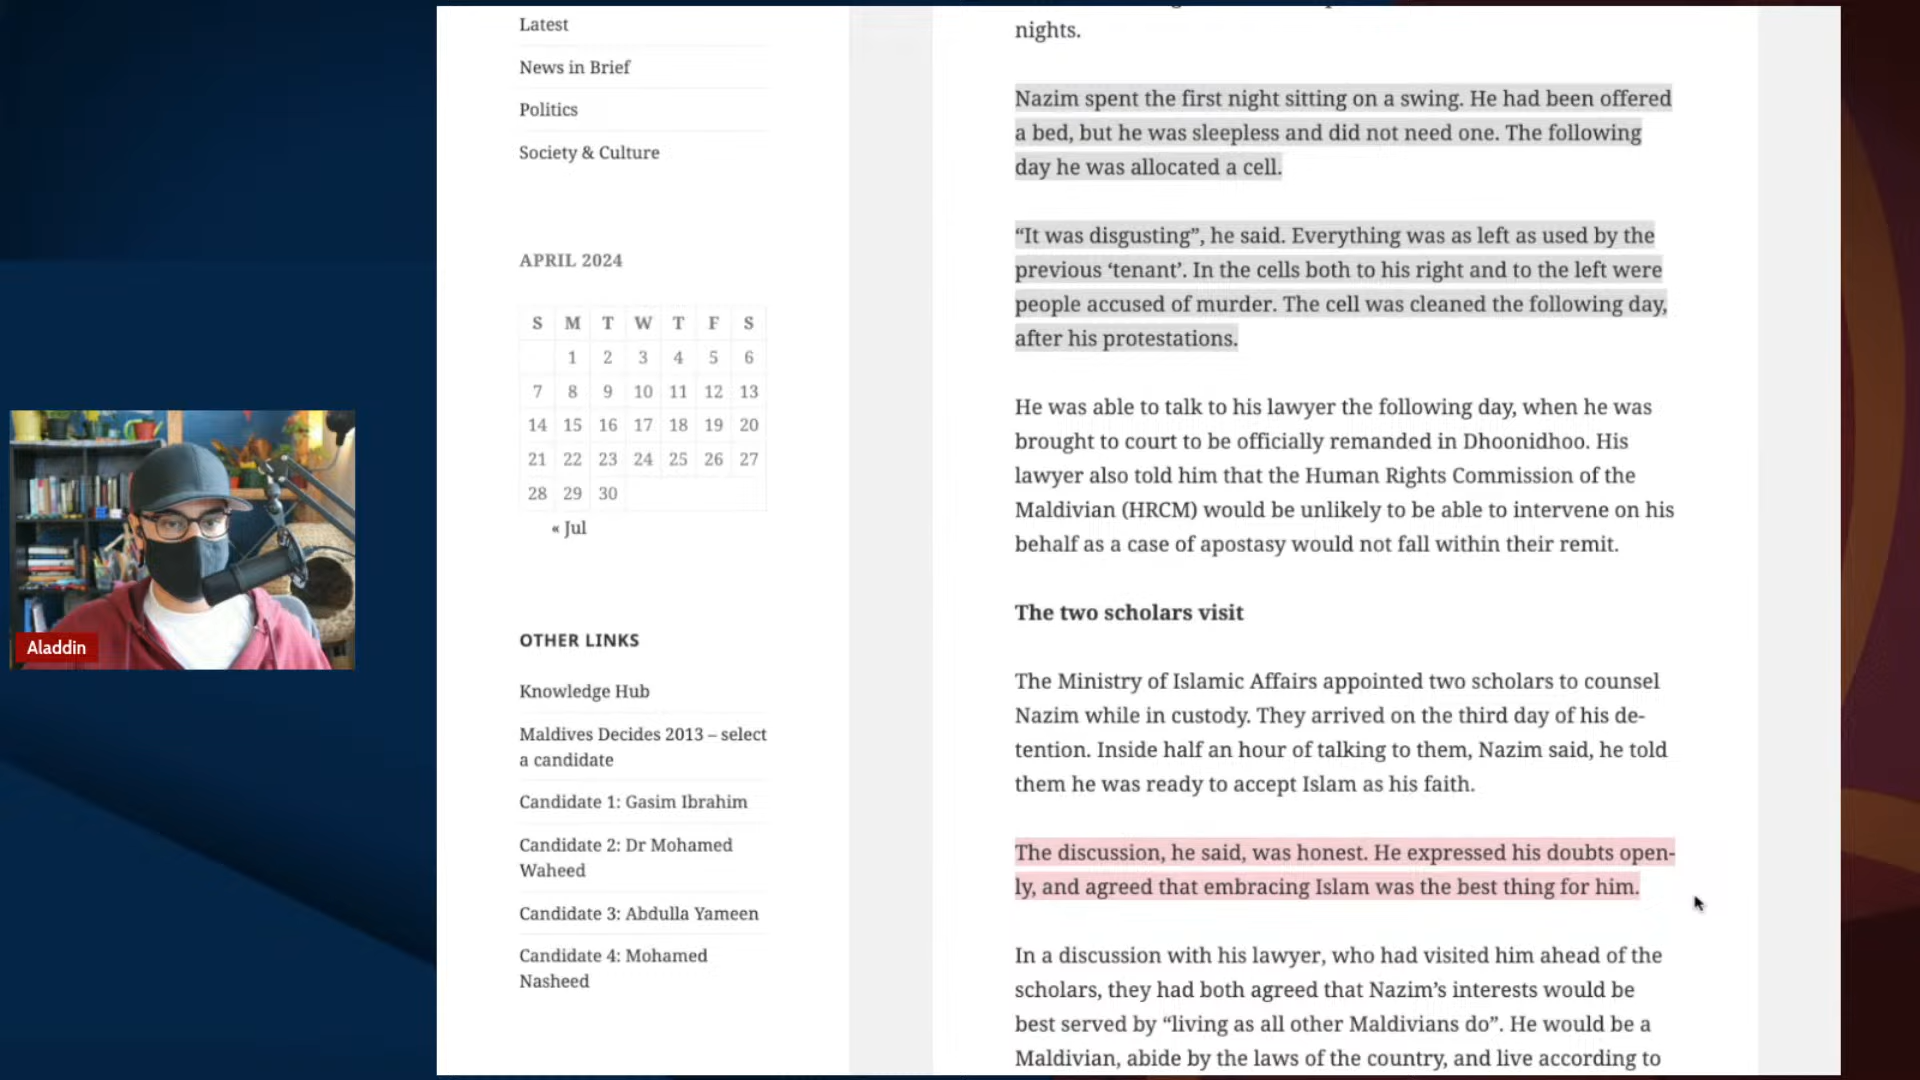 Latest
News in Brief
Politics
Society & Culture
APRIL 2024
S M T W T F S
1 2 3 4 5 6
7 8 9 10 11 12 13
14 15 16 17 18 19 20
21 22 23 24 25 26 27
28 29 30
« Jul
OTHER LINKS
Knowledge Hub
Maldives Decides 2013 – select
a candidate
Candidate 1: Gasim Ibrahim
Candidate 2: Dr Mohamed
Waheed
Candidate 3: Abdulla Yameen
Candidate 4: Mohamed
Nasheed
nights.
Nazim spent the first night sitting on a swing. He had been offered
a bed, but he was sleepless and did not need one. The following
day he was allocated a cell.
“It was disgusting”, he said. Everything was as left as used by the
previous ‘tenant’. In the cells both to his right and to the left were
people accused of murder. The cell was cleaned the following day,
after his protestations.
He was able to talk to his lawyer the following day, when he was
brought to court to be officially remanded in Dhoonidhoo. His
lawyer also told him that the Human Rights Commission of the
Maldivian (HRCM) would be unlikely to be able to intervene on his
behalf as a case of apostasy would not fall within their remit.
The two scholars visit
The Ministry of Islamic Affairs appointed two scholars to counsel
Nazim while in custody. They arrived on the third day of his de-
tention. Inside half an hour of talking to them, Nazim said, he told
them he was ready to accept Islam as his faith.
The discussion, he said, was honest. He expressed his doubts open-
ly, and agreed that embracing Islam was the best thing for him.
In a discussion with his lawyer, who had visited him ahead of the
scholars, they had both agreed that Nazim’s interests would be
best served by “living as all other Maldivians do”. He would be a
Maldivian, abide by the laws of the country, and live according to
Aladdin